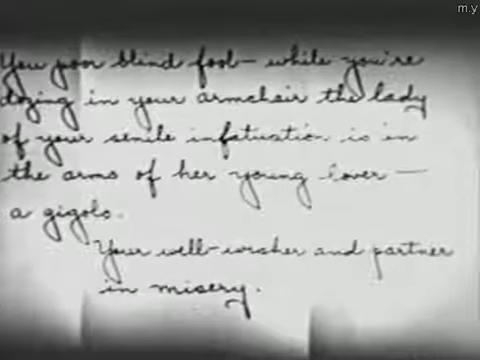 m.y
You poor blind fool — while you're
dozing in your armchair the lady
of your senile infatuation is in
the arms of her young lover —
a gigolo.
Your well-wisher and partner
in misery.